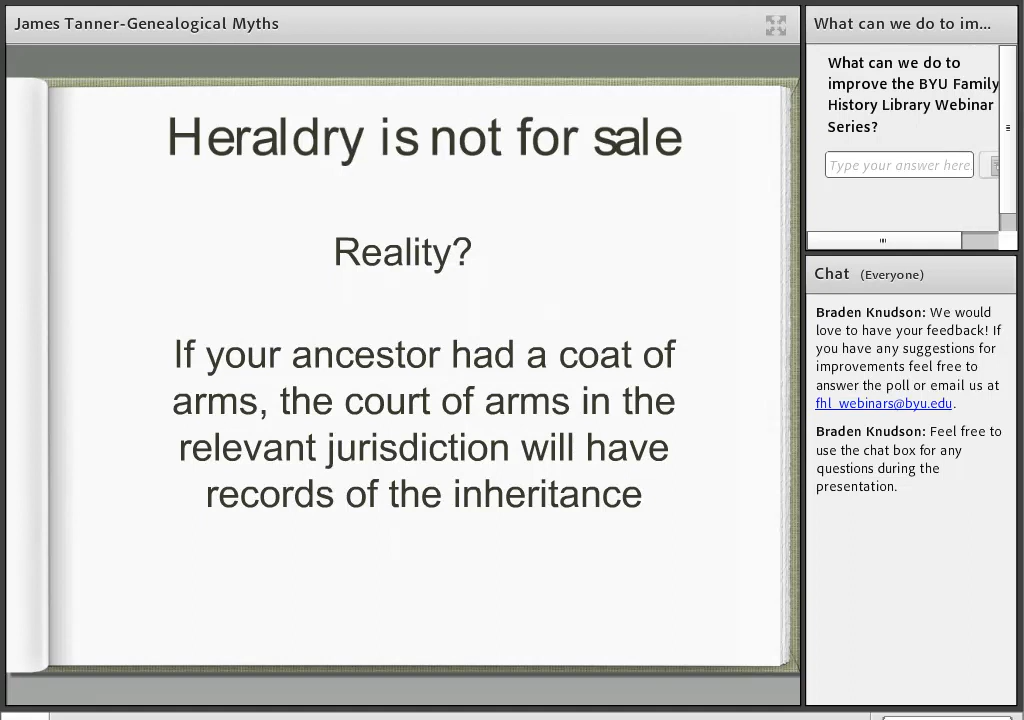 James Tanner-Genealogical Myths
Heraldry is not for sale
Reality?
If your ancestor had a coat of
arms, the court of arms in the
relevant jurisdiction will have
records of the inheritance
What can we do to im...
What can we do to
improve the BYU Family
History Library Webinar
Series?
Type your answer here
Chat (Everyone)
Braden Knudson: We would
love to have your feedback! If
you have any suggestions for
improvements feel free to
answer the poll or email us at
fhl_webinars@byu.edu.
Braden Knudson: Feel free to
use the chat box for any
questions during the
presentation.